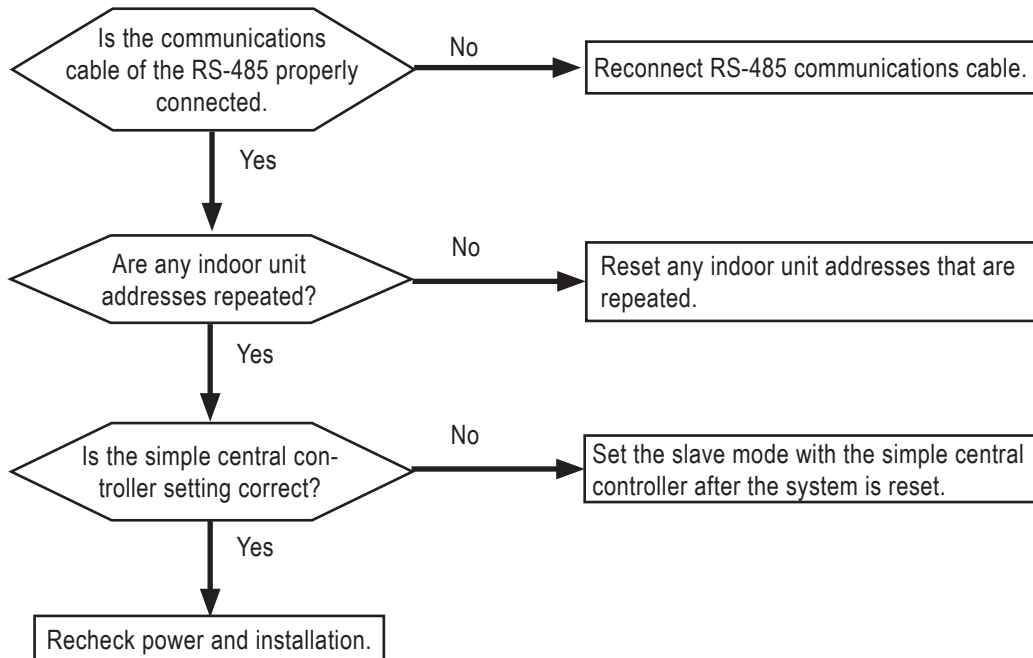 Is the communications
cable of the RS-485 properly
connected.
No
Reconnect RS-485 communications cable.
Yes
Are any indoor unit
addresses repeated?
No
Reset any indoor unit addresses that are
repeated.
Yes
Is the simple central con-
troller setting correct?
No
Set the slave mode with the simple central
controller after the system is reset.
Yes
Recheck power and installation.